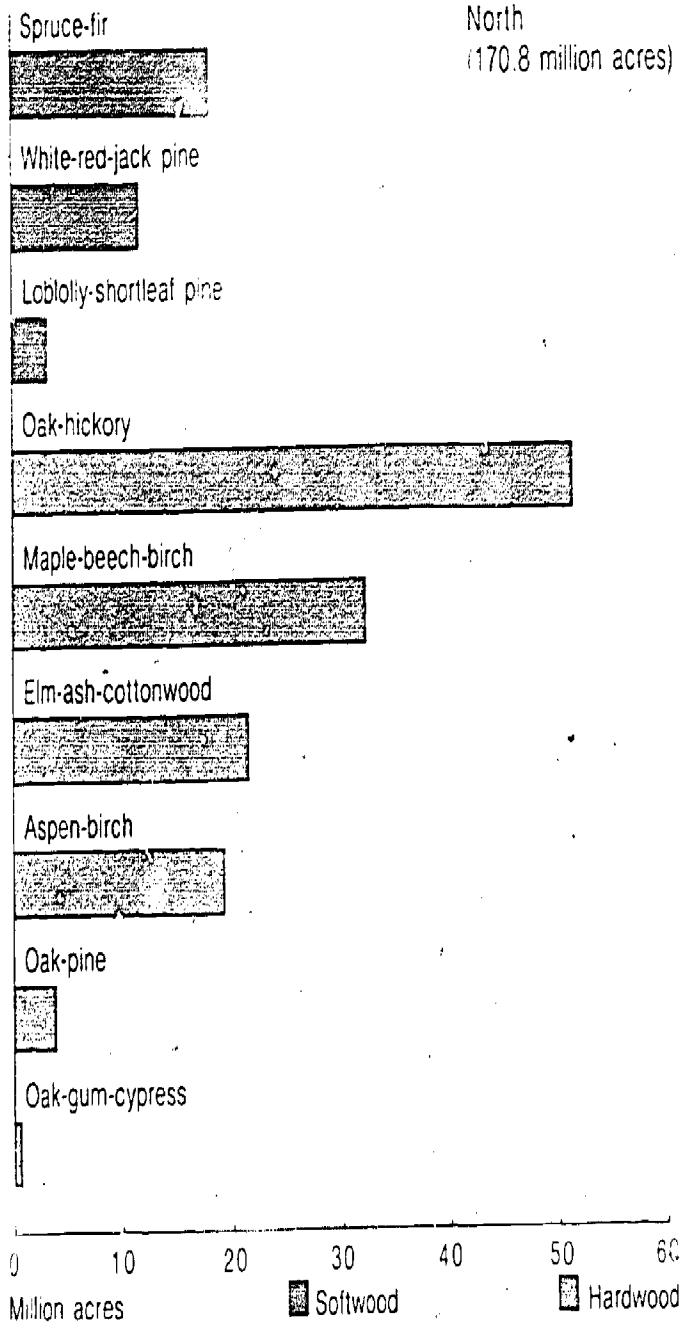 Spruce-fir
North
(170.8 million acres)
White-red-jack pine
Loblolly-shortleaf pine
Oak-hickory
Maple-beech-birch
Elm-ash-cottonwood
Aspen-birch
Oak-pine
Oak-gum-cypress
0 10 20 30 40 50 60
Million acres Softwood Hardwood